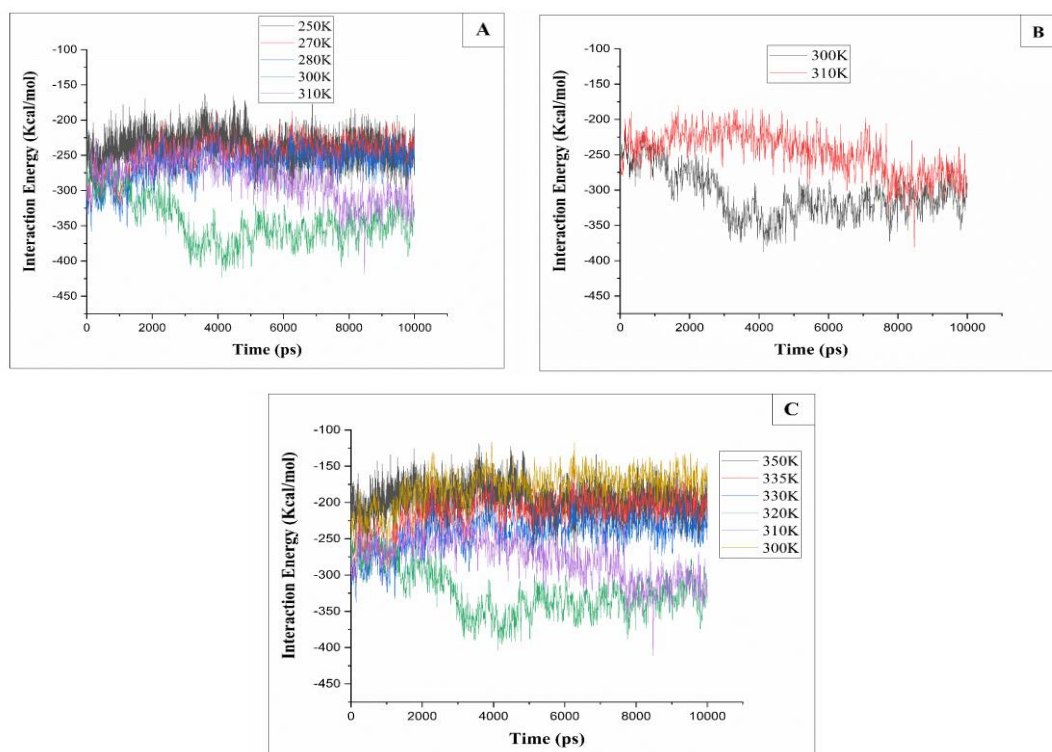 A
250K
270K
280K
300K
310K
-100
-150
-200
-250
-300
-350
-400
-450
Interaction Energy (Kcal/mol)
0 2000 4000 6000 8000 10000
Time (ps)
B
300K
310K
-100
-150
-200
-250
-300
-350
-400
-450
Interaction Energy (Kcal/mol)
0 2000 4000 6000 8000 10000
Time (ps)
C
350K
335K
330K
320K
310K
300K
-100
-150
-200
-250
-300
-350
-400
-450
Interaction Energy (Kcal/mol)
0 2000 4000 6000 8000 10000
Time (ps)